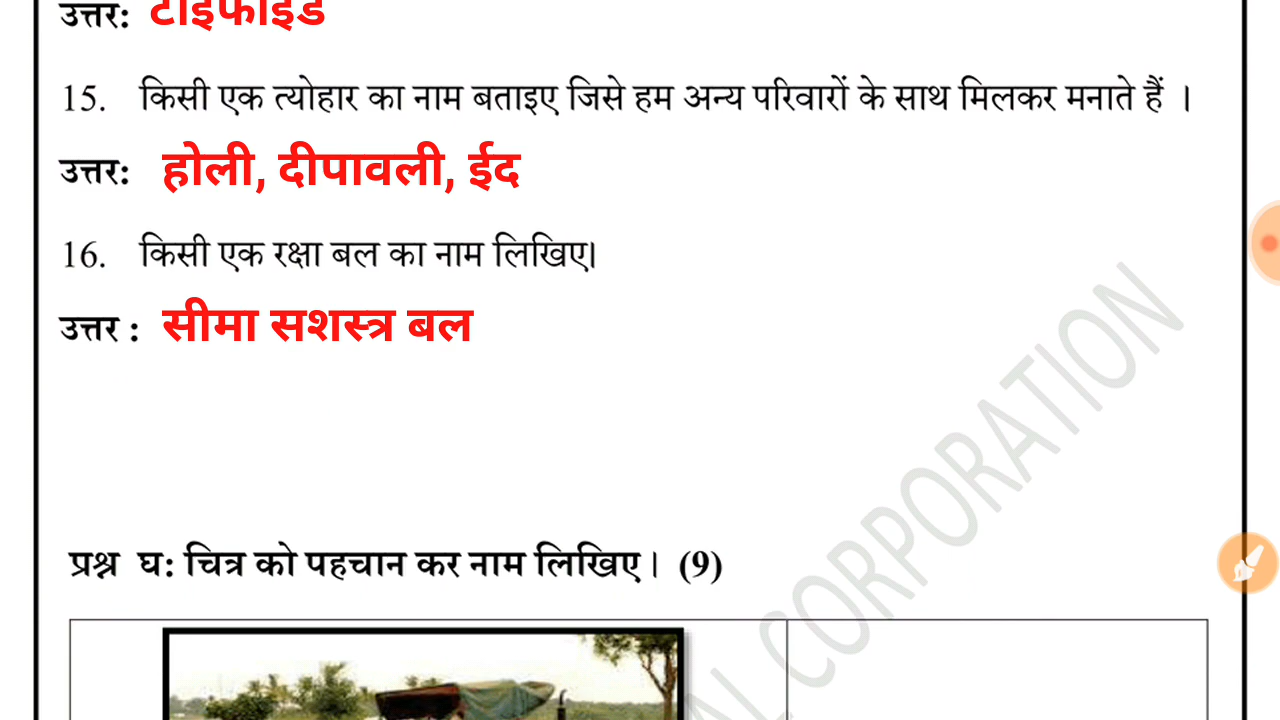 उत्तर: टाइफाइड
15. किसी एक त्योहार का नाम बताइए जिसे हम अन्य परिवारों के साथ मिलकर मनाते हैं ।
उत्तर: होली, दीपावली, ईद
16. किसी एक रक्षा बल का नाम लिखिए।
उत्तर : सीमा सशस्त्र बल
प्रश्न घ: चित्र को पहचान कर नाम लिखिए। (9)
CORPORATION